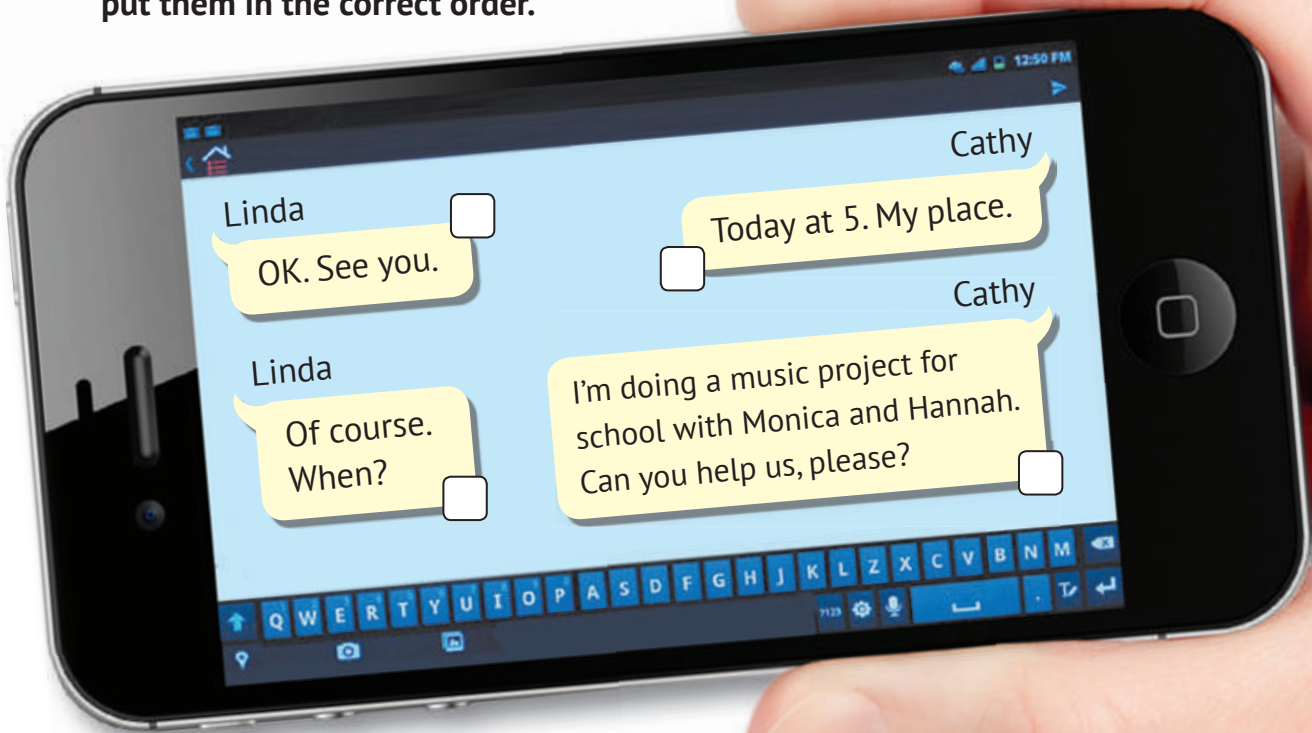 put them in the correct order.
12:50 PM
Linda
OK. See you.
Cathy
Today at 5. My place.
Linda
Of course.
When?
Cathy
I'm doing a music project for
school with Monica and Hannah.
Can you help us, please?
Q W E R T Y U I O P A S D F G H J K L Z X C V B N M
?123 .